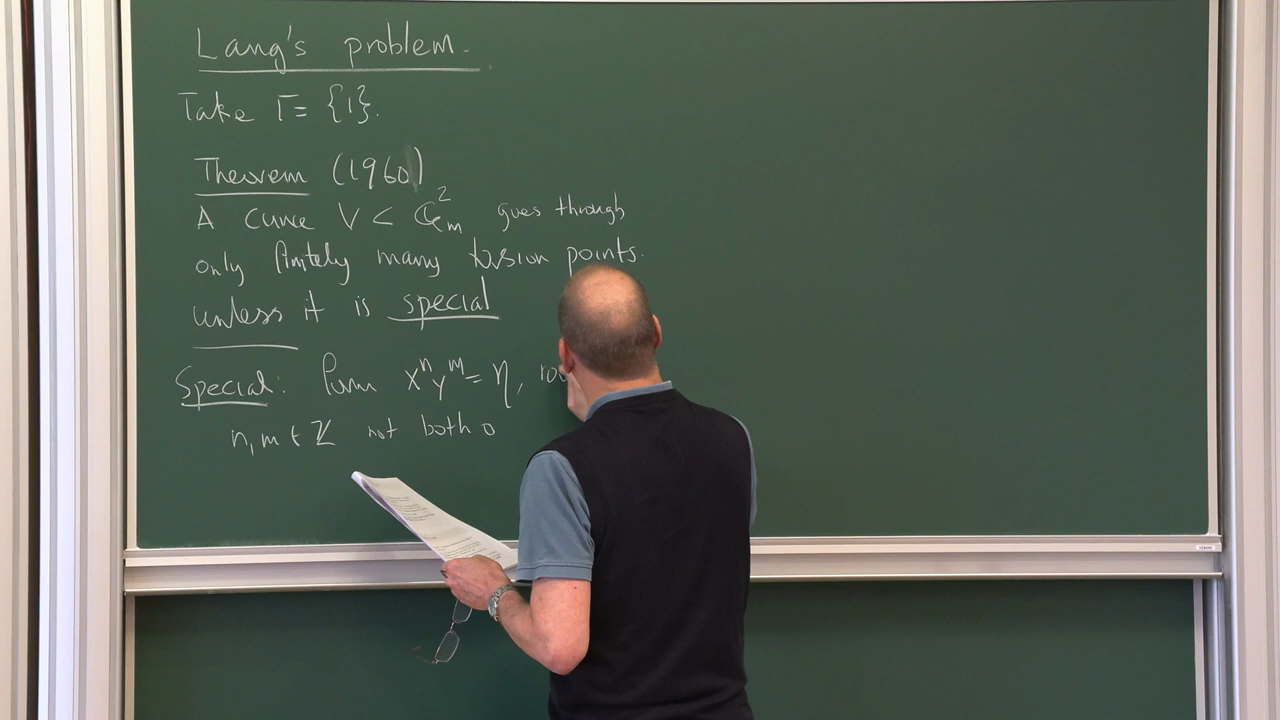 Lang's problem.
Take Γ = {1}.
Theorem (1960)
A curve V < G_m^2 goes through
only finitely many torsion points.
unless it is special
Special: form x^n y^m = η,
n, m ∈ ℤ not both 0